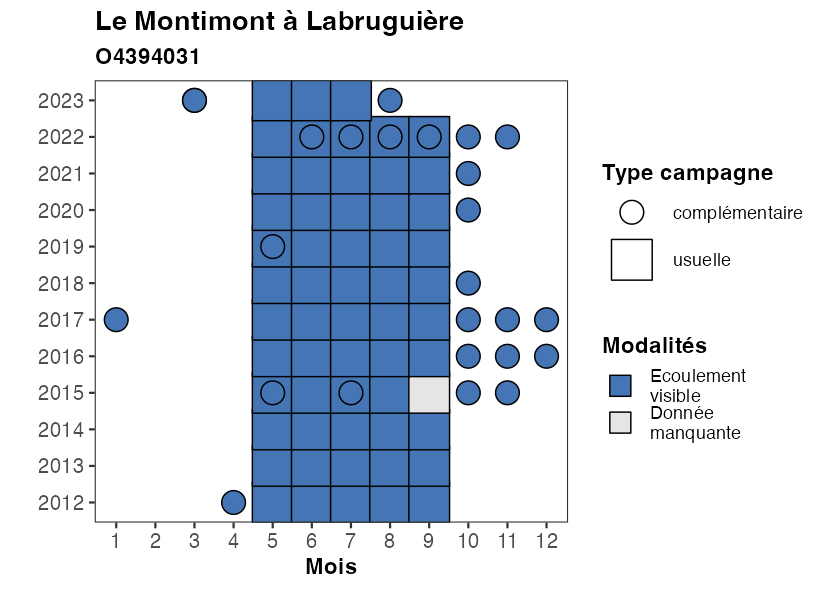 Le Montimont à Labruguière
O4394031
2023
2022
2021
2020
2019
2018
2017
2016
2015
2014
2013
2012
1 2 3 4 5 6 7 8 9 10 11 12
Mois
Type campagne
complémentaire
usuelle
Modalités
Ecoulement
visible
Donnée
manquante